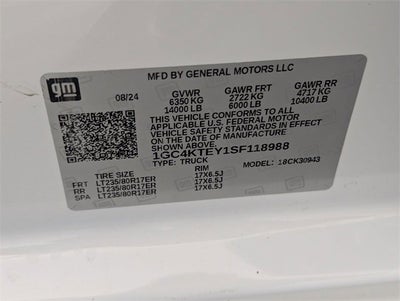 gm
MFD BY GENERAL MOTORS LLC
08/24 GVWR GAWR FRT GAWR RR
6350 KG 2722 KG 4717 KG
14000 LB 6000 LB 10400 LB
THIS VEHICLE CONFORMS TO ALL
APPLICABLE U.S. FEDERAL MOTOR
VEHICLE SAFETY STANDARDS IN EFFECT
ON THE DATE OF MANUFACTURE
SHOWN ABOVE.
1GC4KTEY1SF118988
TYPE: TRUCK MODEL: 18CK30943
TIRE SIZE RIM
FRT LT235/80R17ER 17X6.5J
RR LT235/80R17ER 17X6.5J
SPA LT235/80R17ER 17X6.5J